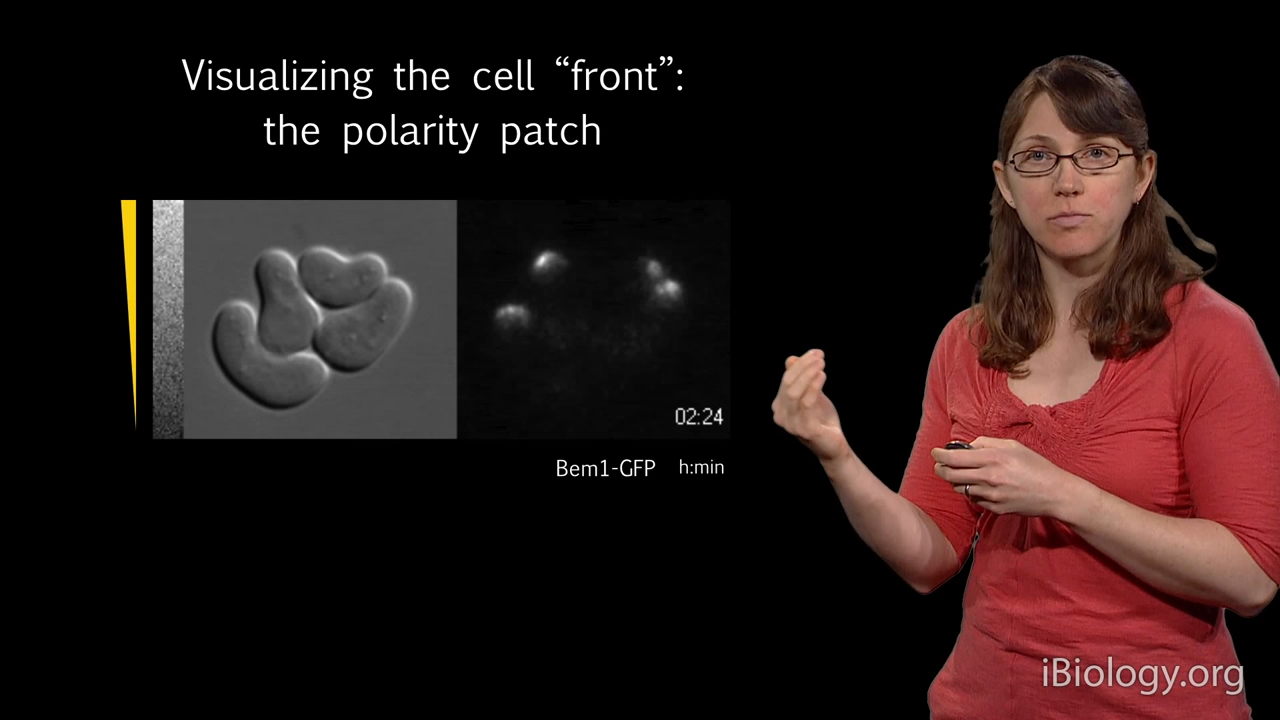 Visualizing the cell “front”:
the polarity patch
02:24
Bem1-GFP h:min
iBiology.org